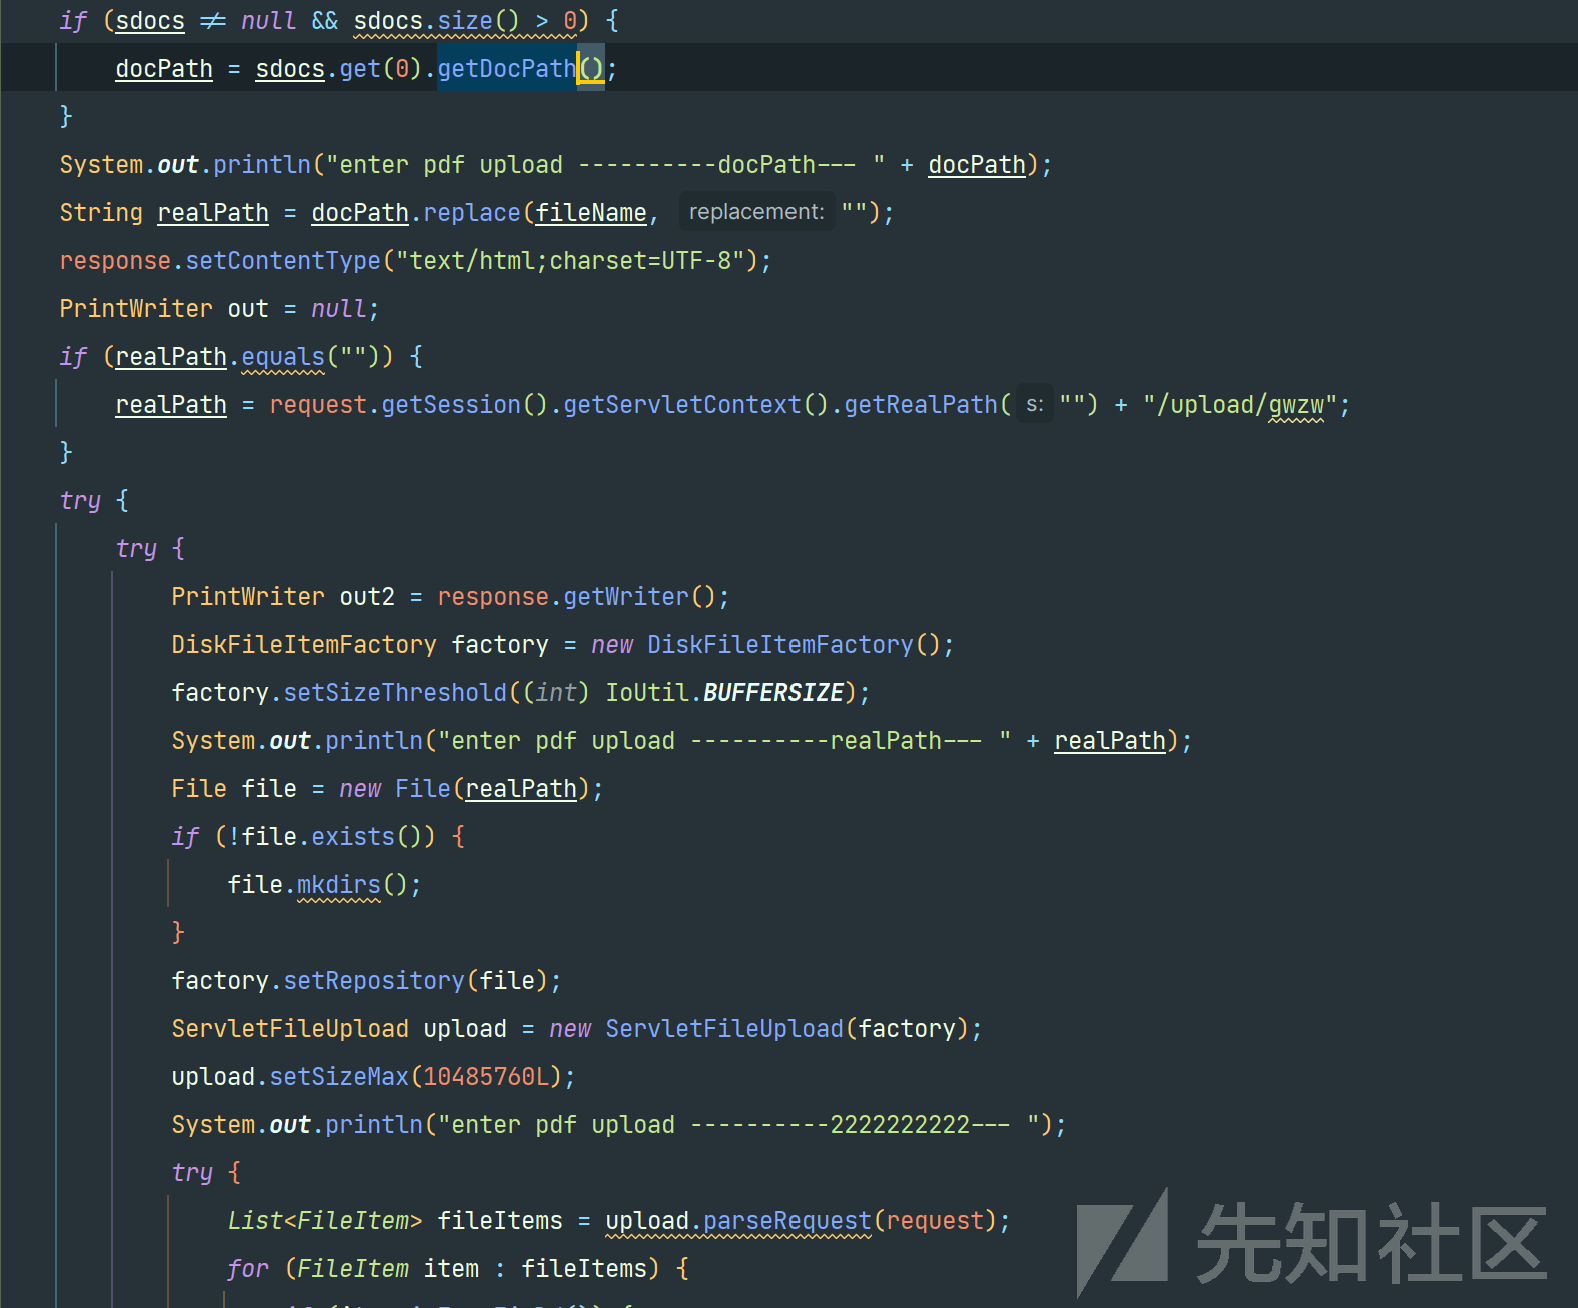 if (sdocs != null && sdocs.size() > 0) {
docPath = sdocs.get(0).getDocPath();
}
System.out.println("enter pdf upload ----------docPath--- " + docPath);
String realPath = docPath.replace(fileName, replacement: "");
response.setContentType("text/html;charset=UTF-8");
PrintWriter out = null;
if (realPath.equals("")) {
realPath = request.getSession().getServletContext().getRealPath( s: "") + "/upload/gwzw";
}
try {
try {
PrintWriter out2 = response.getWriter();
DiskFileItemFactory factory = new DiskFileItemFactory();
factory.setSizeThreshold((int) IoUtil.BUFFERSIZE);
System.out.println("enter pdf upload ----------realPath--- " + realPath);
File file = new File(realPath);
if (!file.exists()) {
file.mkdirs();
}
factory.setRepository(file);
ServletFileUpload upload = new ServletFileUpload(factory);
upload.setSizeMax(10485760L);
System.out.println("enter pdf upload ----------2222222222--- ");
try {
List<FileItem> fileItems = upload.parseRequest(request);
for (FileItem item : fileItems) {
先知社区